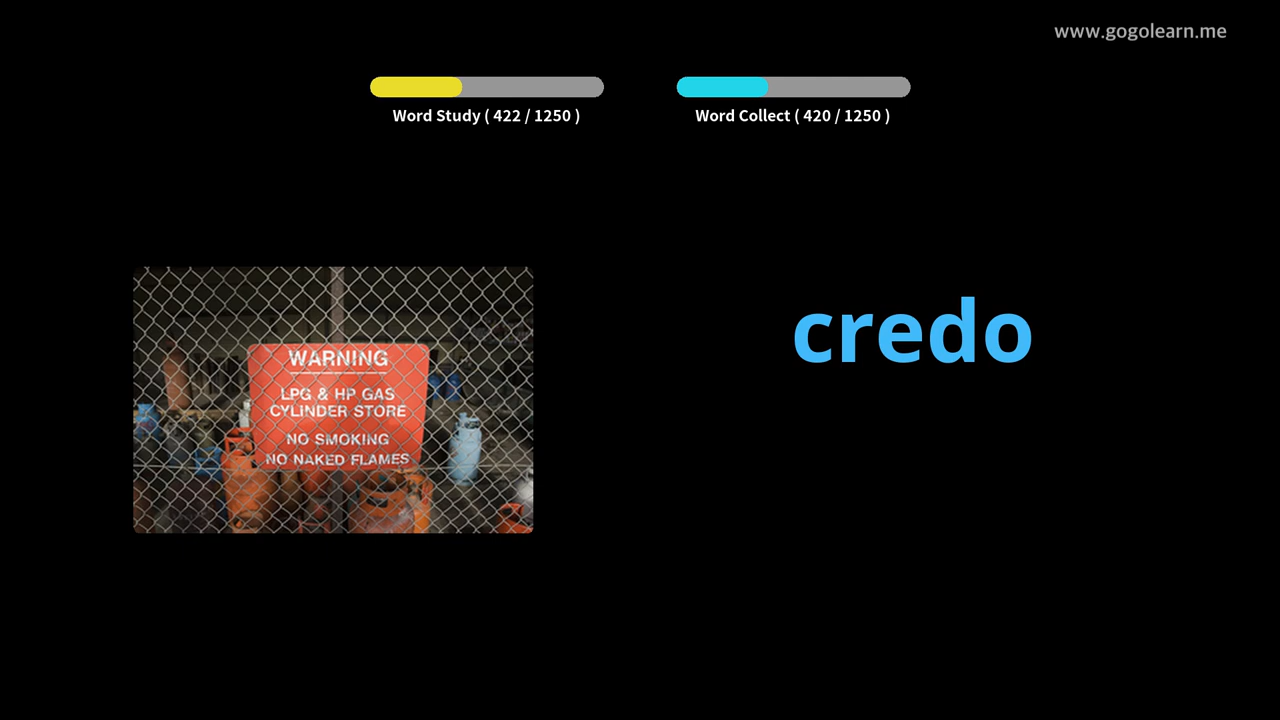 www.gogolearn.me
Word Study ( 422 / 1250 )
Word Collect ( 420 / 1250 )
credo
WARNING
LPG & HP GAS
CYLINDER STORE
NO SMOKING
NO NAKED FLAMES